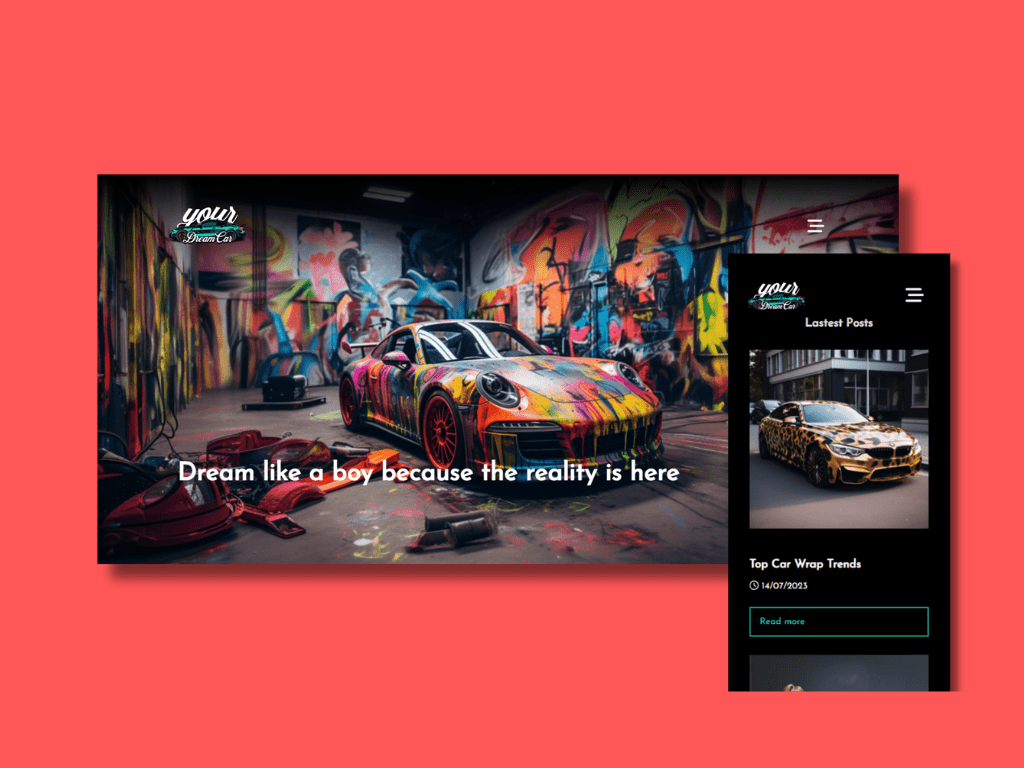 your
Dream Car
Dream like a boy because the reality is here
your
Dream Car
Lastest Posts
Top Car Wrap Trends
14/07/2023
Read more